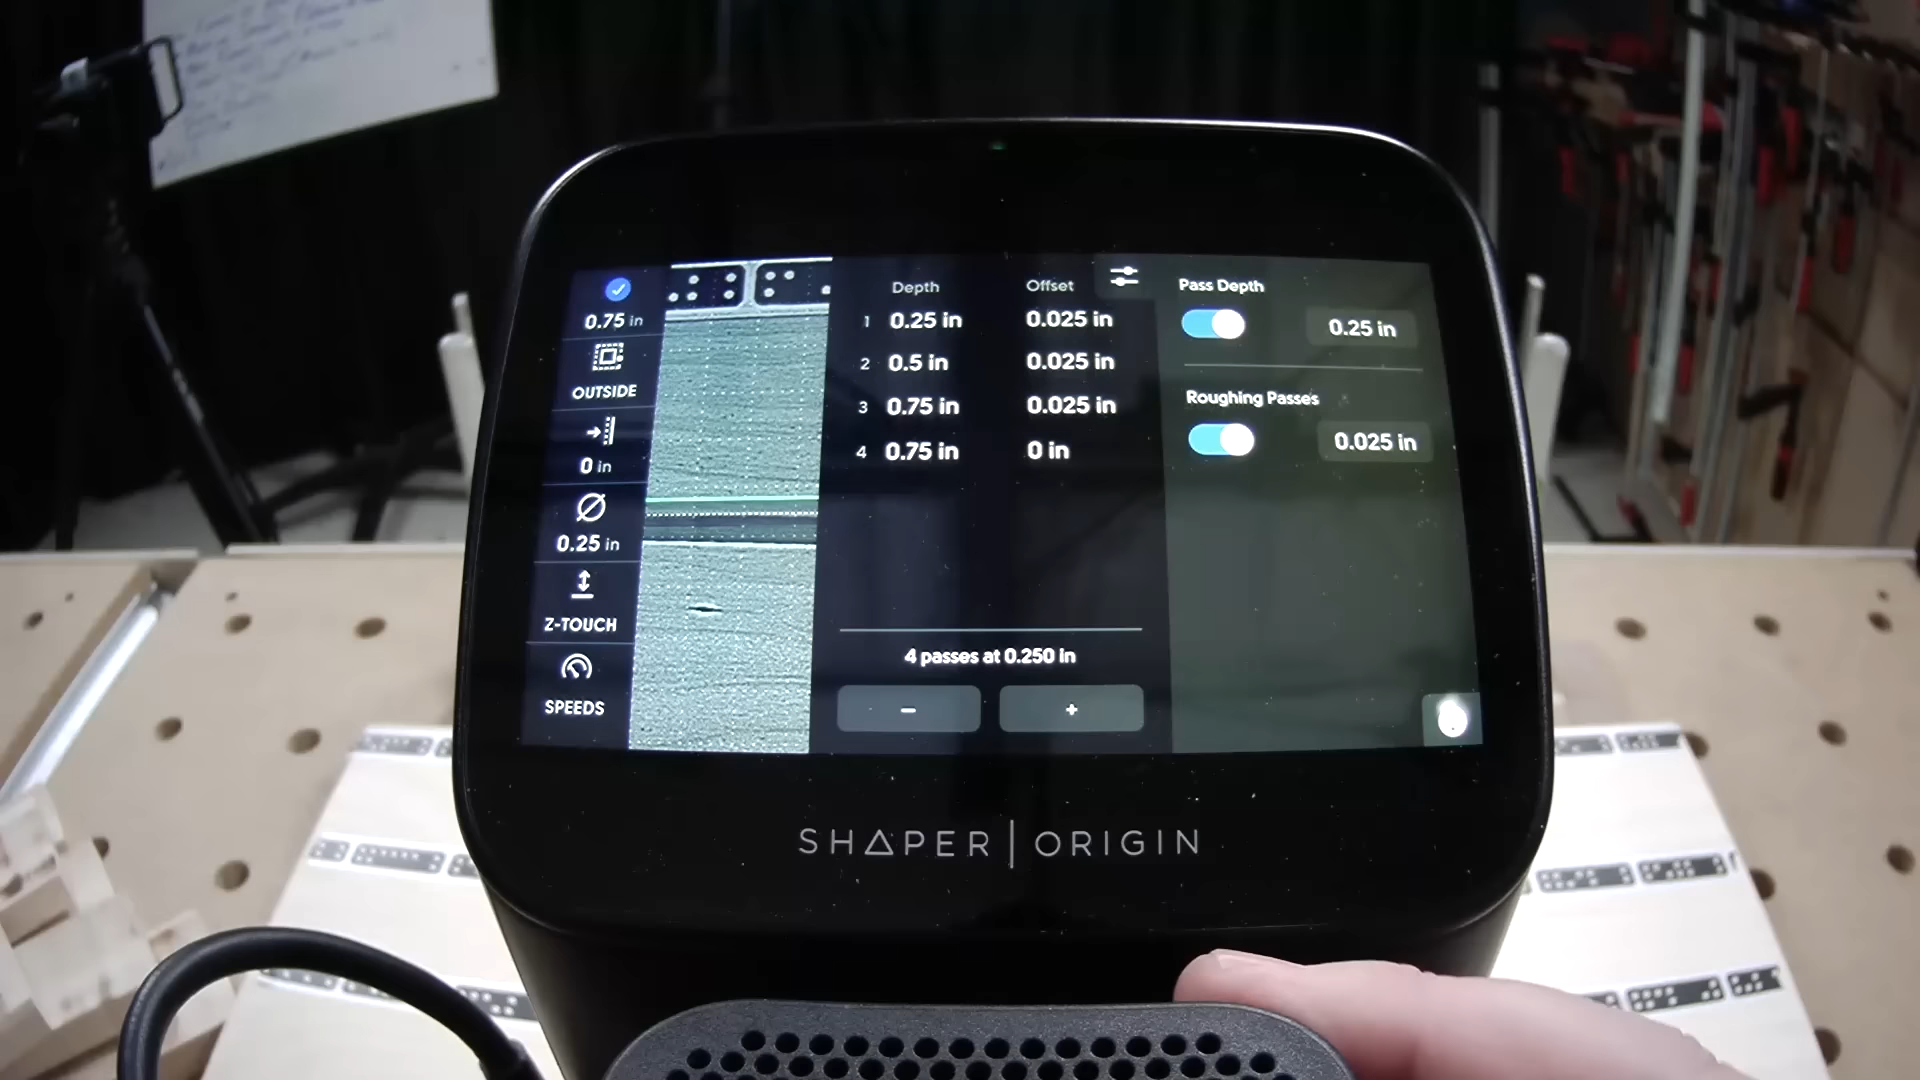 0.75 in
OUTSIDE
0 in
0.25 in
Z-TOUCH
SPEEDS
Depth Offset
1 0.25 in 0.025 in
2 0.5 in 0.025 in
3 0.75 in 0.025 in
4 0.75 in 0 in
4 passes at 0.250 in
- +
Pass Depth
0.25 in
Roughing Passes
0.025 in
SHAPER | ORIGIN